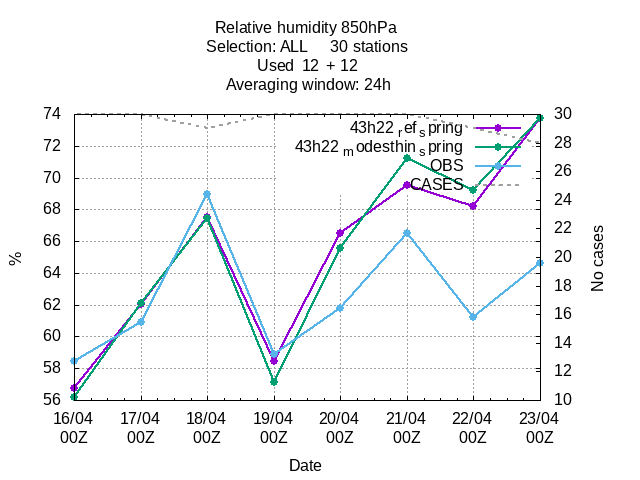 Relative humidity 850hPa
Selection: ALL 30 stations
Used 12 + 12
Averaging window: 24h
74 30
43h22 ref spring
28
72 43h22 modesthin spring
OBS 26
70
CASES
24
68
22
66
20
64
18
62 16
60 14
58 12
56 10
%
No cases
16/04 17/04 18/04 19/04 20/04 21/04 22/04 23/04
00Z 00Z 00Z 00Z 00Z 00Z 00Z 00Z
Date